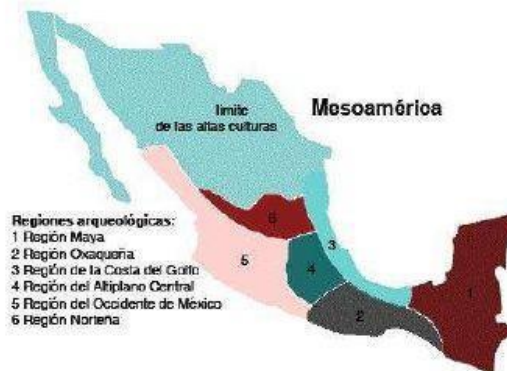 límite
de las altas culturas
Mesoamérica
Regiones arqueológicas:
1 Región Maya
2 Región Oxaqueña
3 Región de la Costa del Golfo
4 Región del Altiplano Central
5 Región del Occidente de México
6 Región Norteña
6
3
5
4
1
2